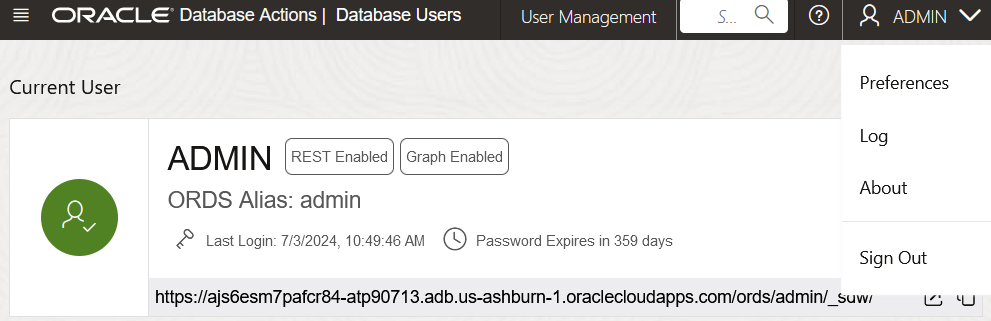 ORACLE Database Actions | Database Users
User Management
S...
ADMIN
Preferences
Log
About
Sign Out
Current User
ADMIN
REST Enabled
Graph Enabled
ORDS Alias: admin
Last Login: 7/3/2024, 10:49:46 AM
Password Expires in 359 days
https://ajs6esm7pafcr84-atp90713.adb.us-ashburn-1.oraclecloudapps.com/ords/admin/_sdw/